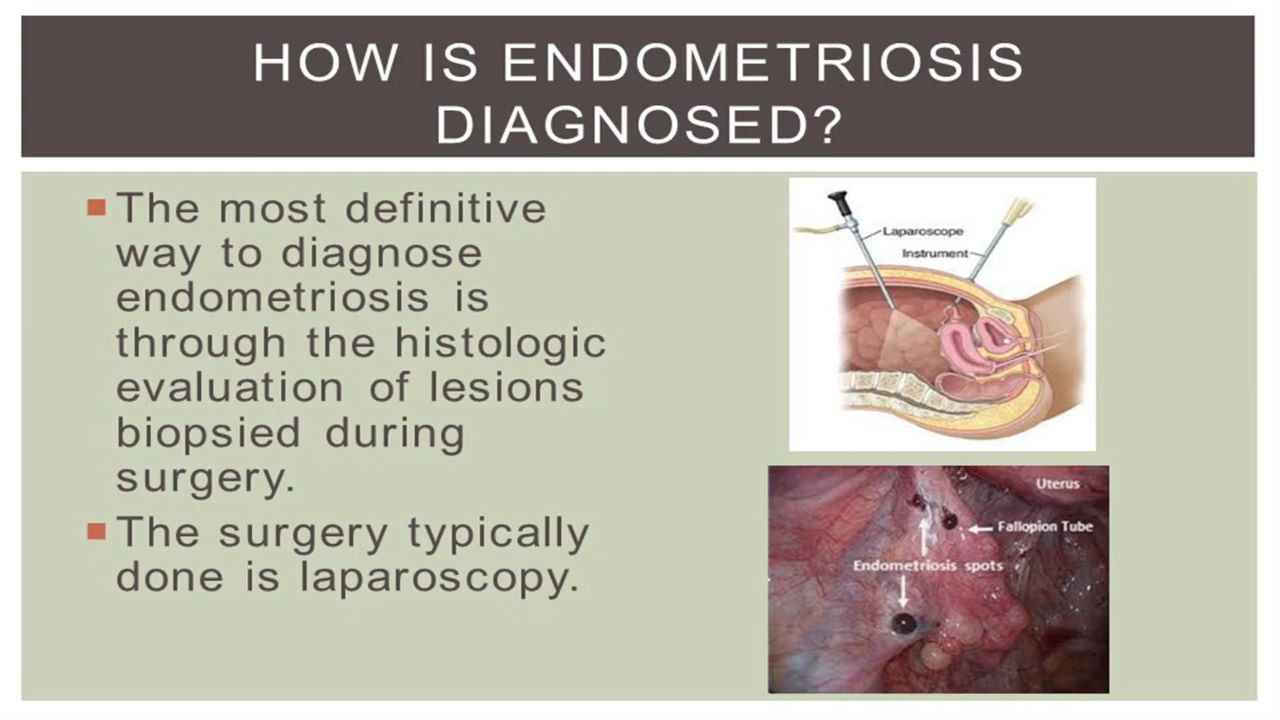 HOW IS ENDOMETRIOSIS
DIAGNOSED?
The most definitive
way to diagnose
endometriosis is
through the histologic
evaluation of lesions
biopsied during
surgery.
The surgery typically
done is laparoscopy.
Laparoscope
Instrument
Uterus
Fallopion Tube
Endometriosis spots